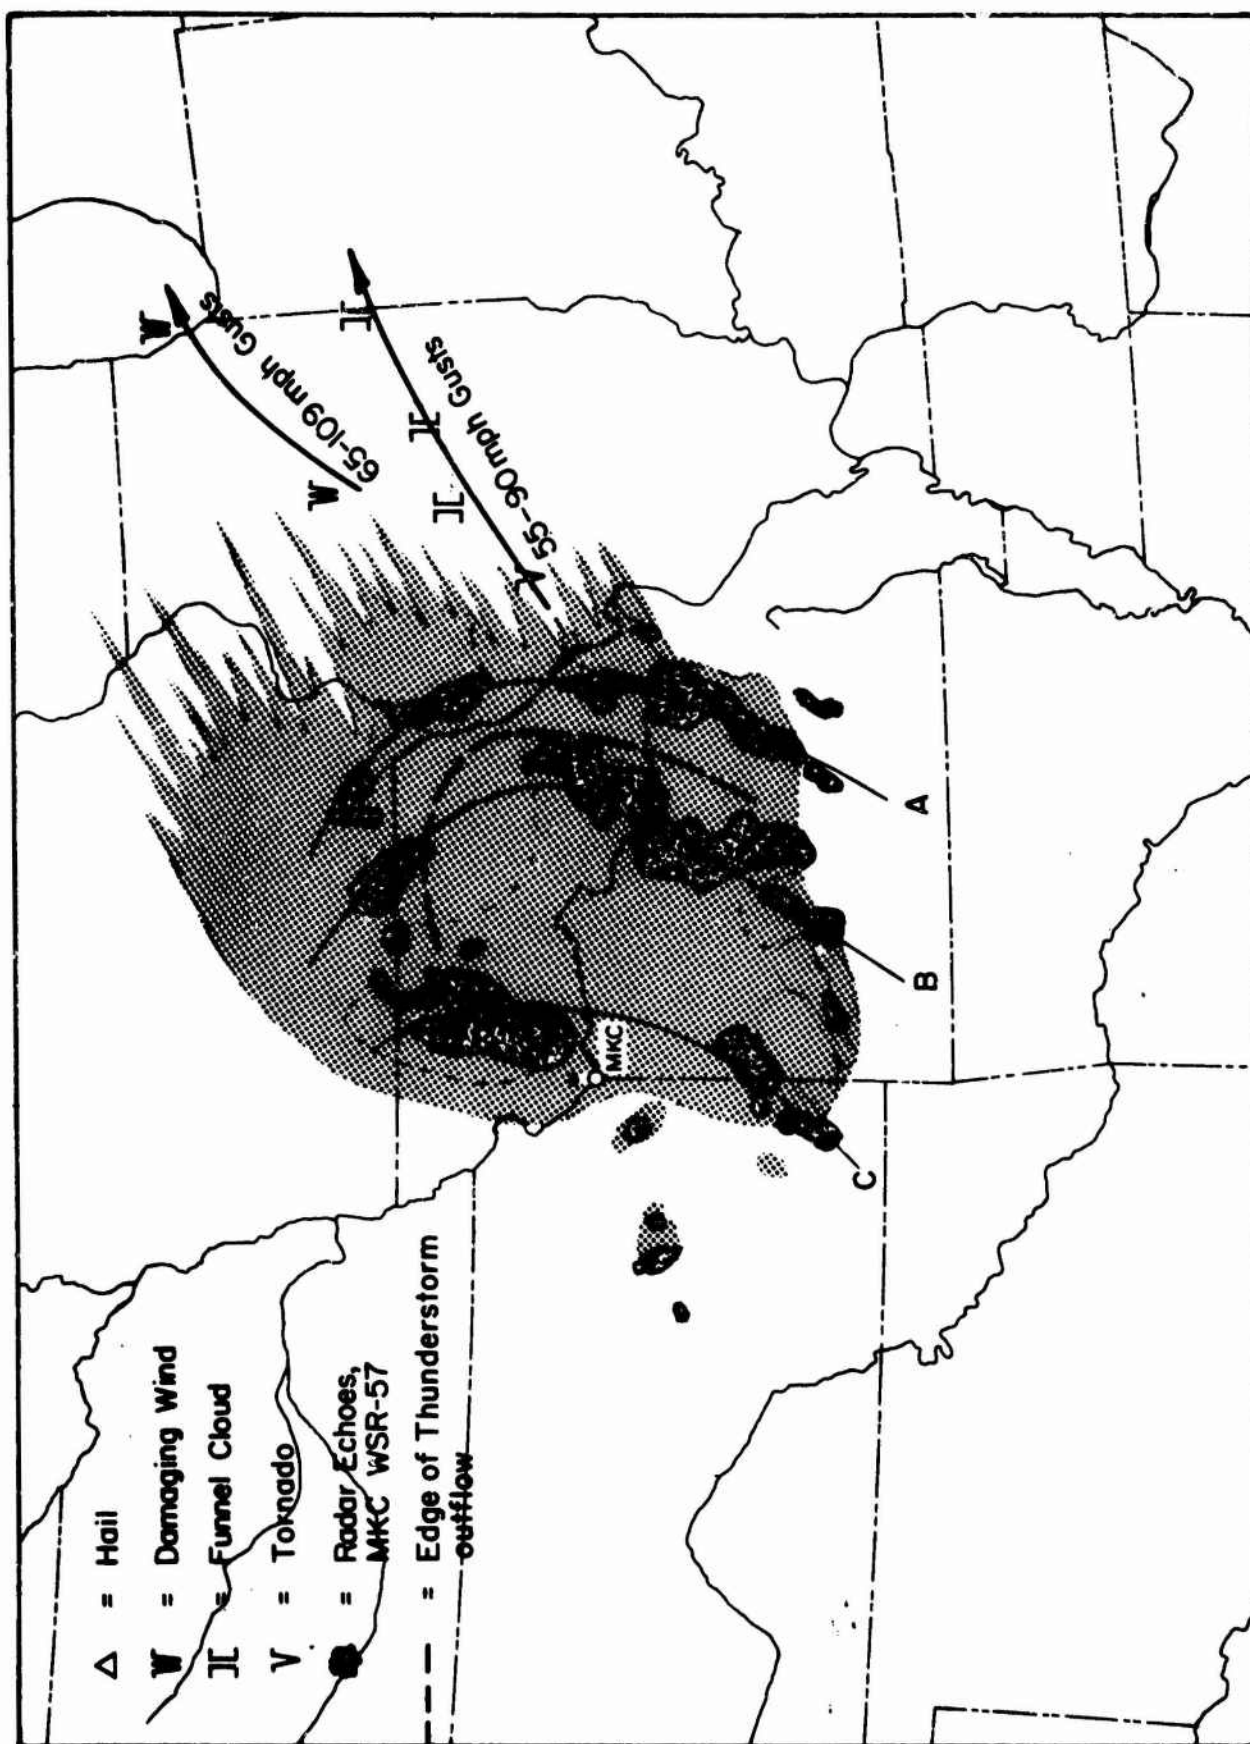 △ = Hail
W = Damaging Wind
][ = Funnel Cloud
V = Tornado
= Radar Echoes,
MKC WSR-57
--- = Edge of Thunderstorm
outflow
65-109 mph Gusts
W
W
55-90 mph Gusts
][
][
][
V
MKC
A
B
C